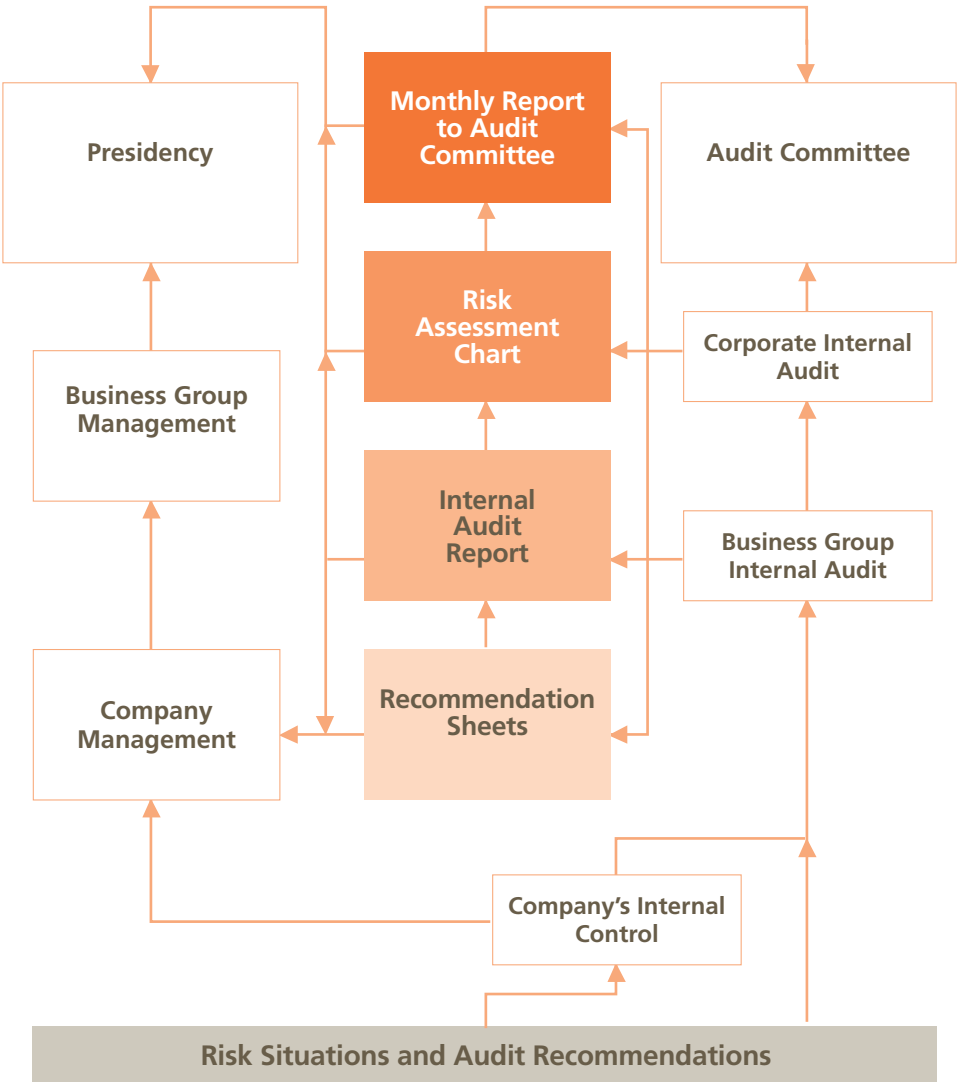 Monthly Report
to Audit
Committee
Presidency
Audit Committee
Risk
Assessment
Chart
Corporate Internal
Audit
Business Group
Management
Internal
Audit
Report
Business Group
Internal Audit
Recommendation
Sheets
Company
Management
Company's Internal
Control
Risk Situations and Audit Recommendations